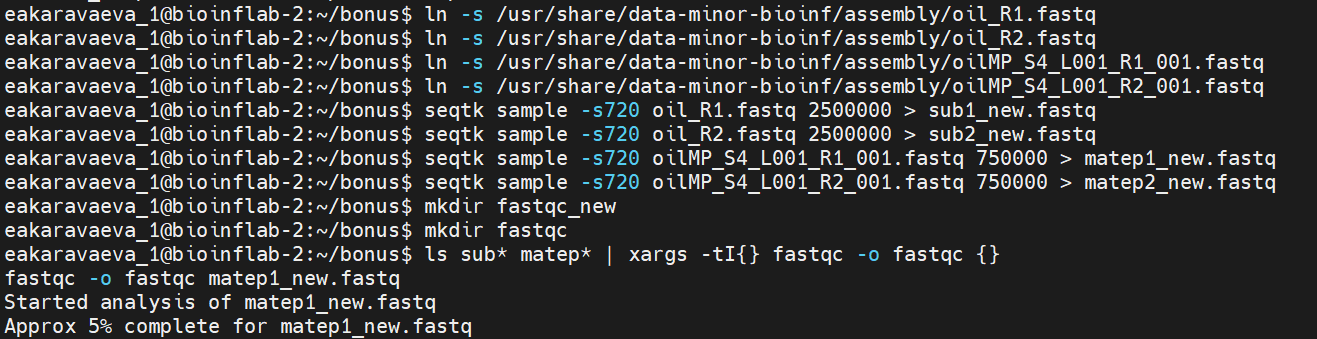 eakaravaeva_1@bioinflab-2:~/bonus$ ln -s /usr/share/data-minor-bioinf/assembly/oil_R1.fastq
eakaravaeva_1@bioinflab-2:~/bonus$ ln -s /usr/share/data-minor-bioinf/assembly/oil_R2.fastq
eakaravaeva_1@bioinflab-2:~/bonus$ ln -s /usr/share/data-minor-bioinf/assembly/oilMP_S4_L001_R1_001.fastq
eakaravaeva_1@bioinflab-2:~/bonus$ ln -s /usr/share/data-minor-bioinf/assembly/oilMP_S4_L001_R2_001.fastq
eakaravaeva_1@bioinflab-2:~/bonus$ seqtk sample -s720 oil_R1.fastq 2500000 > sub1_new.fastq
eakaravaeva_1@bioinflab-2:~/bonus$ seqtk sample -s720 oil_R2.fastq 2500000 > sub2_new.fastq
eakaravaeva_1@bioinflab-2:~/bonus$ seqtk sample -s720 oilMP_S4_L001_R1_001.fastq 750000 > matep1_new.fastq
eakaravaeva_1@bioinflab-2:~/bonus$ seqtk sample -s720 oilMP_S4_L001_R2_001.fastq 750000 > matep2_new.fastq
eakaravaeva_1@bioinflab-2:~/bonus$ mkdir fastqc_new
eakaravaeva_1@bioinflab-2:~/bonus$ mkdir fastqc
eakaravaeva_1@bioinflab-2:~/bonus$ ls sub* matep* | xargs -tI{} fastqc -o fastqc {}
fastqc -o fastqc matep1_new.fastq
Started analysis of matep1_new.fastq
Approx 5% complete for matep1_new.fastq